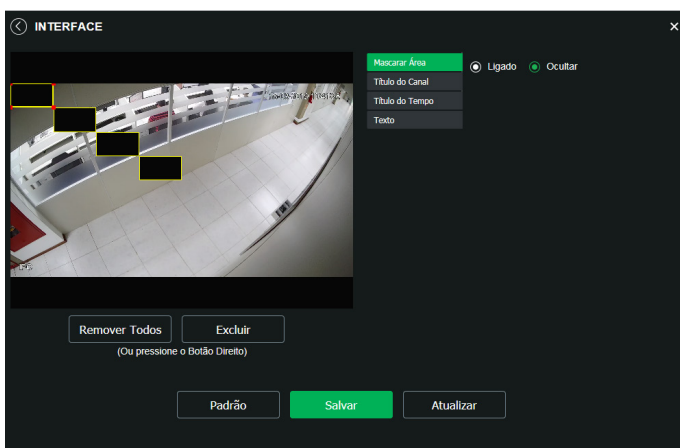 INTERFACE
Mascarar Área
Ligado
Ocultar
Título do Canal
Título do Tempo
Texto
Remover Todos
Excluir
(Ou pressione o Botão Direito)
Padrão
Salvar
Atualizar